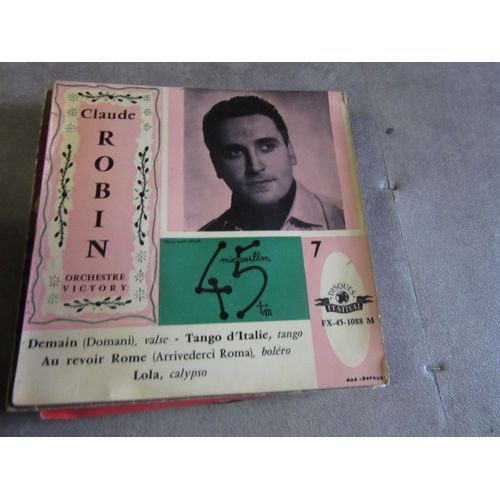 Claude
ROBIN
ORCHESTRE
VICTORY
microsillon
45
tm
7
DISQUES
FESTIVAL
FX-45-1088 M
Demain (Domani), valse - Tango d'Italie, tango
Au revoir Rome (Arrivederci Roma), boléro
Lola, calypso